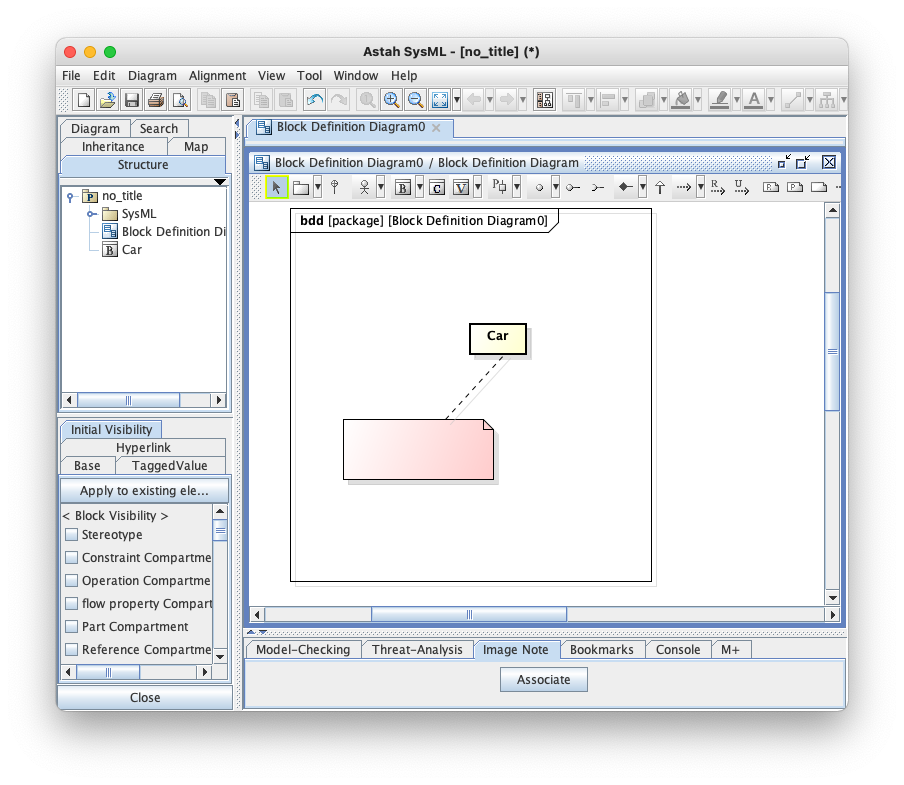 Astah SysML - [no_title] (*)
File Edit Diagram Alignment View Tool Window Help
Diagram Search
Inheritance Map
Structure
no_title
SysML
Block Definition Di
Car
Initial Visibility
Hyperlink
Base TaggedValue
Apply to existing ele...
< Block Visibility >
Stereotype
Constraint Compartme
Operation Compartme
flow property Compart
Part Compartment
Reference Compartme
Close
Block Definition Diagram0
Block Definition Diagram0 / Block Definition Diagram
bdd [package] [Block Definition Diagram0]
Car
Model-Checking Threat-Analysis Image Note Bookmarks Console M+
Associate